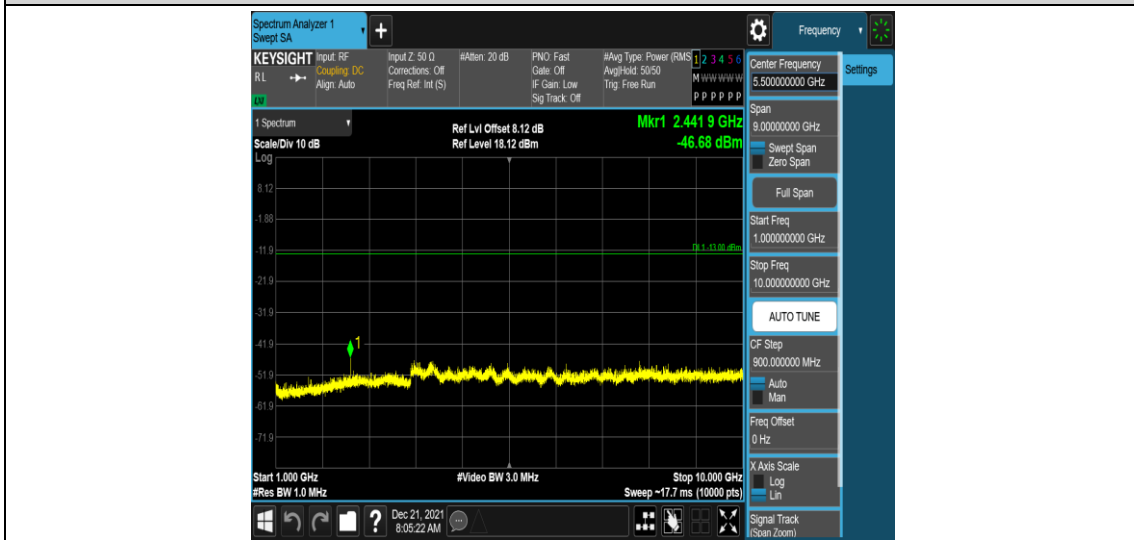 Spectrum Analyzer 1
Swept SA
+
Frequency
KEYSIGHT
RL
Input: RF
Coupling: DC
Align: Auto
Input Z: 50 Ω
Corrections: Off
Freq Ref: Int (S)
#Atten: 20 dB
PNO: Fast
Gate: Off
IF Gain: Low
Sig Track: Off
#Avg Type: Power (RMS
Avg|Hold: 50/50
Trig: Free Run
1 2 3 4 5 6
M W W W W W
P P P P P P
1 Spectrum
Scale/Div 10 dB
Log
Ref Lvl Offset 8.12 dB
Ref Level 18.12 dBm
Mkr1 2.441 9 GHz
-46.68 dBm
8.12
-1.88
-11.9
DL1 -13.00 dBm
-21.9
-31.9
-41.9
1
-51.9
-61.9
-71.9
Start 1.000 GHz
#Res BW 1.0 MHz
#Video BW 3.0 MHz
Stop 10.000 GHz
Sweep ~17.7 ms (10000 pts)
Center Frequency
5.50000000 GHz
Settings
Span
9.00000000 GHz
Swept Span
Zero Span
Full Span
Start Freq
1.000000000 GHz
Stop Freq
10.000000000 GHz
AUTO TUNE
CF Step
900.000000 MHz
Auto
Man
Freq Offset
0 Hz
X Axis Scale
Log
Lin
Signal Track
(Span Zoom)
?
Dec 21, 2021
8:05:22 AM